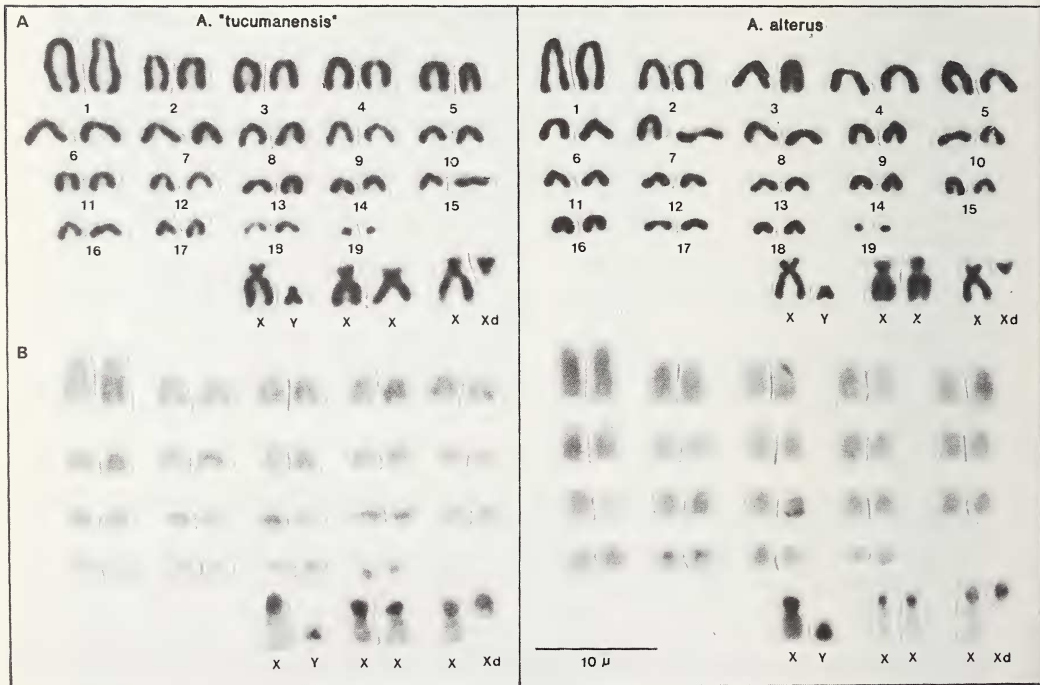 A
A. "tucumanensis"
1 2 3 4 5
6 7 8 9 10
11 12 13 14 15
16 17 18 19
X Y X X X Xd
B
X Y X X X Xd
A. alterus
1 2 3 4 5
6 7 8 9 10
11 12 13 14 15
16 17 18 19
X Y X X X Xd
10 µ
X Y X X X Xd